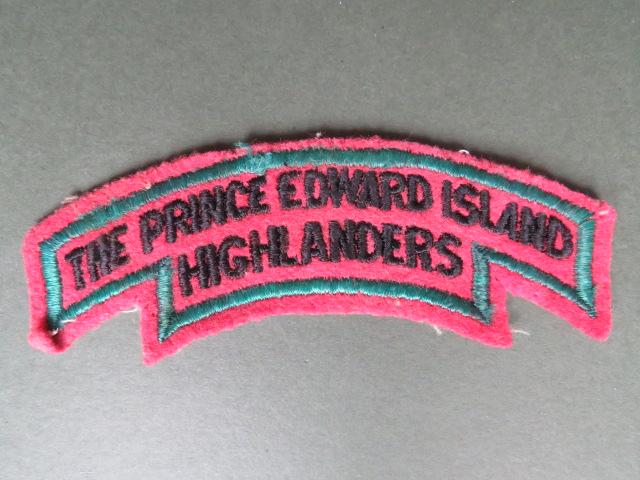 THE PRINCE EDWARD ISLAND
HIGHLANDERS